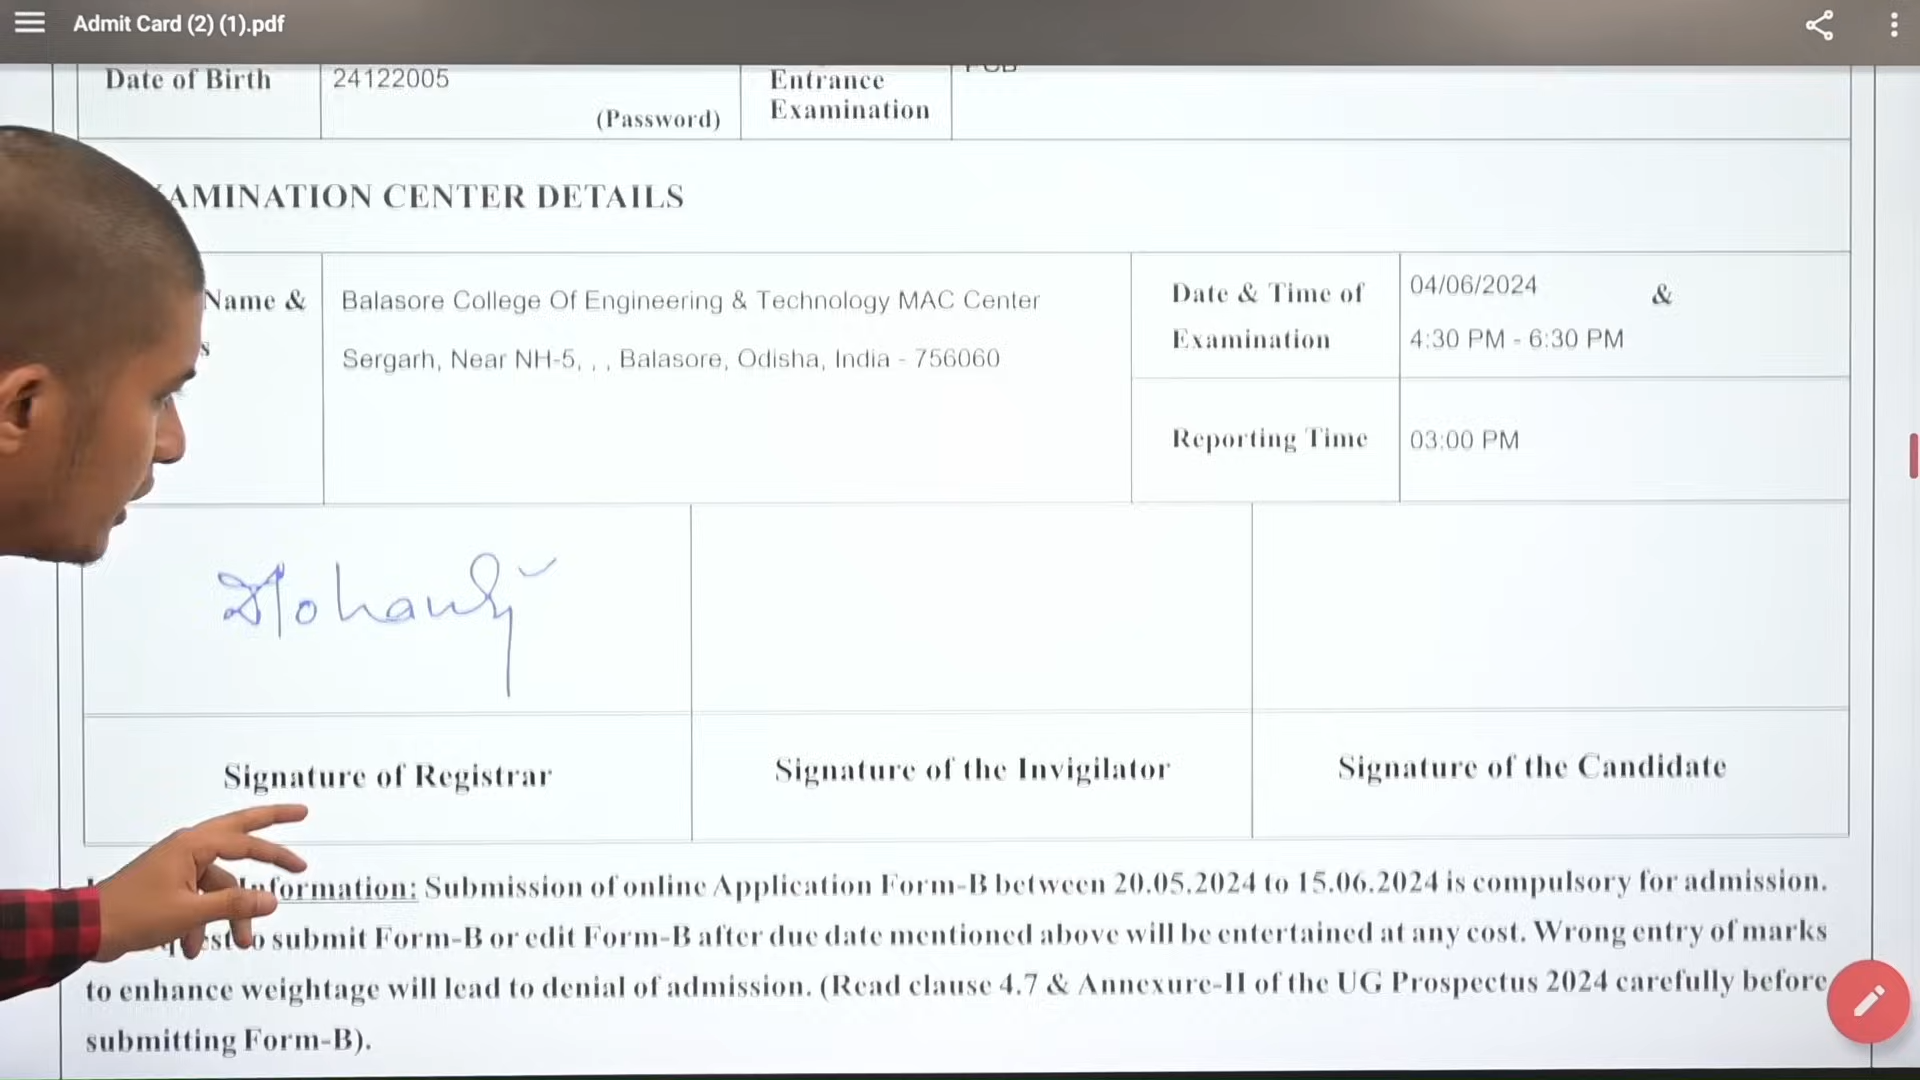 Admit Card (2) (1).pdf
Date of Birth
24122005
(Password)
Entrance
Examination
AMINATION CENTER DETAILS
Name &
Balasore College Of Engineering & Technology MAC Center
Sergarh, Near NH-5, , , Balasore, Odisha, India - 756060
Date & Time of
Examination
04/06/2024 &
4:30 PM - 6:30 PM
Reporting Time
03:00 PM
Signature of Registrar
Signature of the Invigilator
Signature of the Candidate
Information: Submission of online Application Form-B between 20.05.2024 to 15.06.2024 is compulsory for admission.
submit Form-B or edit Form-B after due date mentioned above will be entertained at any cost. Wrong entry of marks
to enhance weightage will lead to denial of admission. (Read clause 4.7 & Annexure-II of the UG Prospectus 2024 carefully before
submitting Form-B).